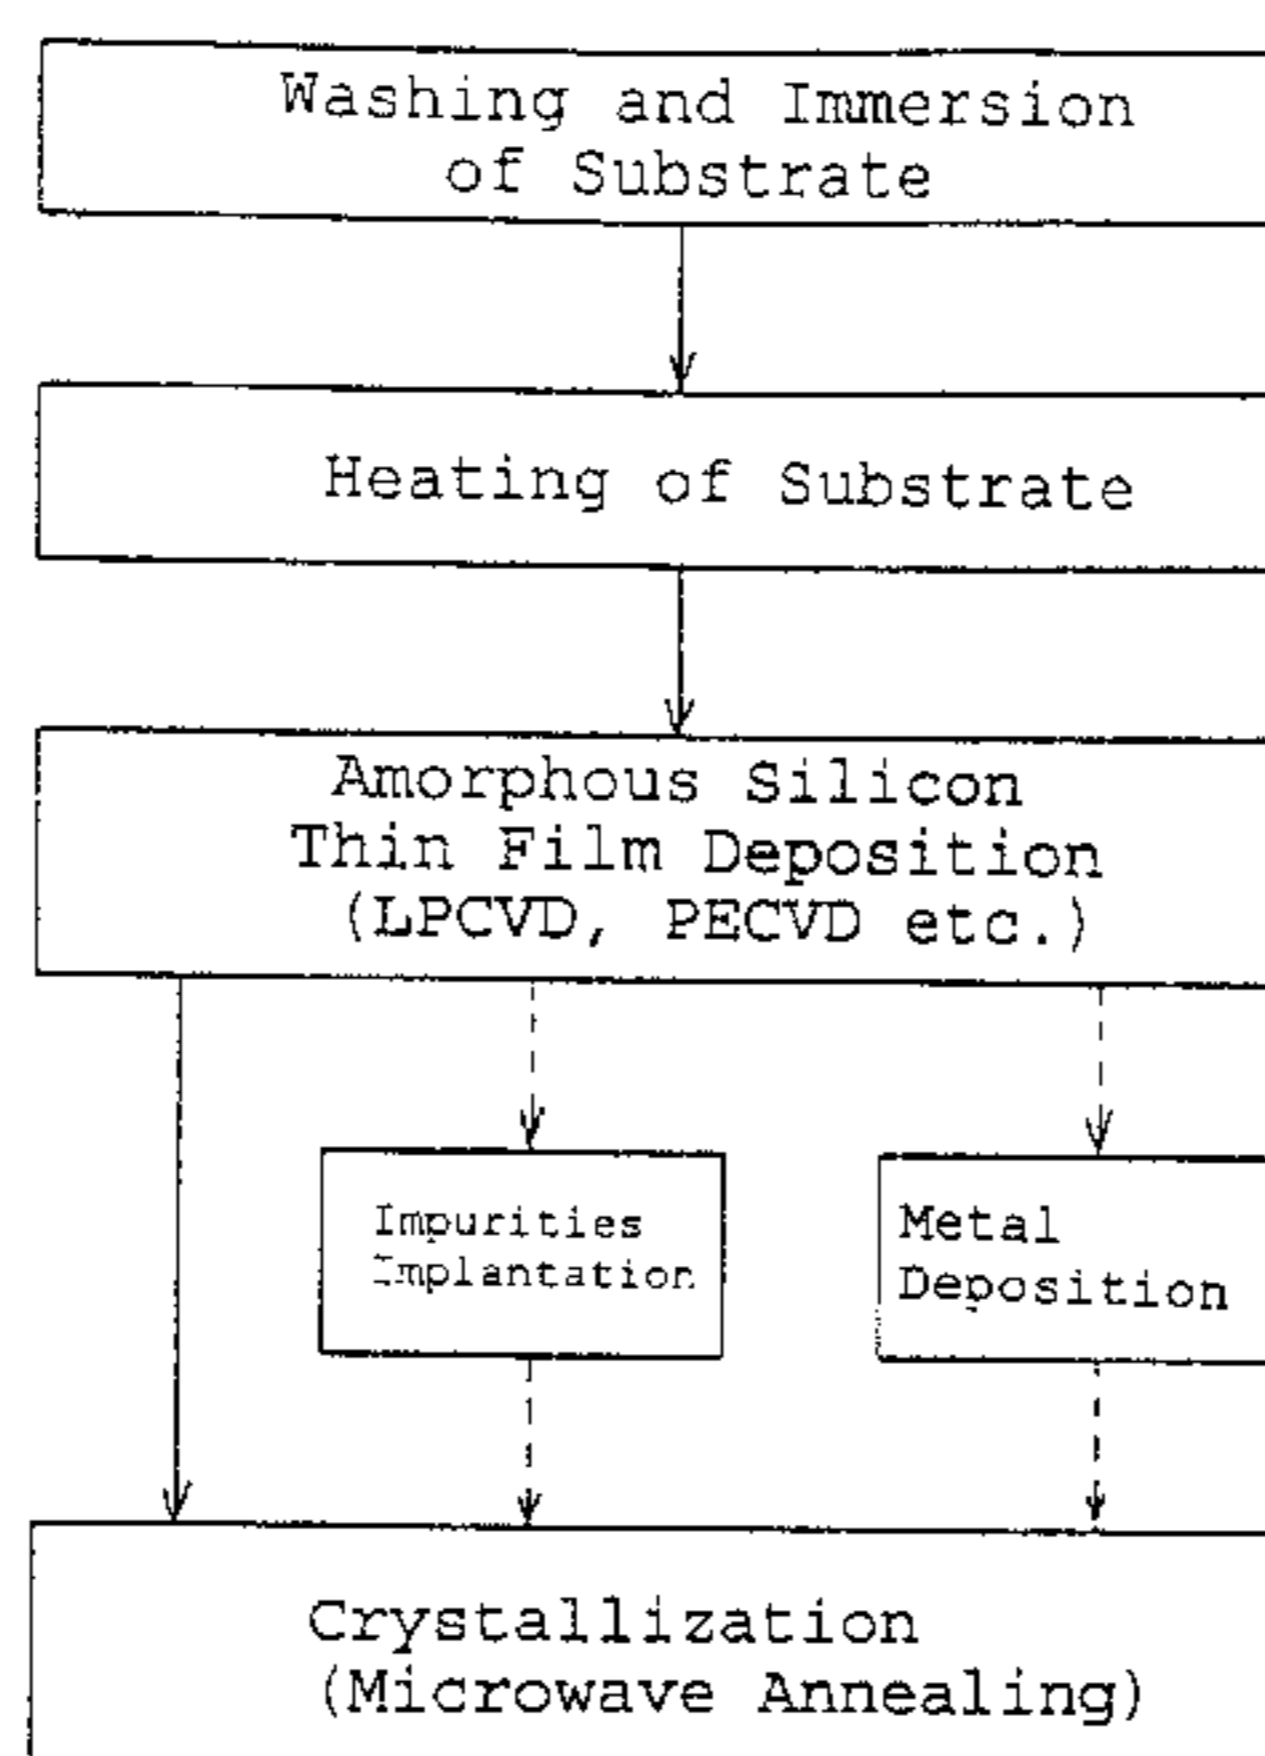 Washing and Immersion
of Substrate
Heating of Substrate
Amorphous Silicon
Thin Film Deposition
(LPCVD, PECVD etc.)
Impurities
Implantation
Metal
Deposition
Crystallization
(Microwave Annealing)